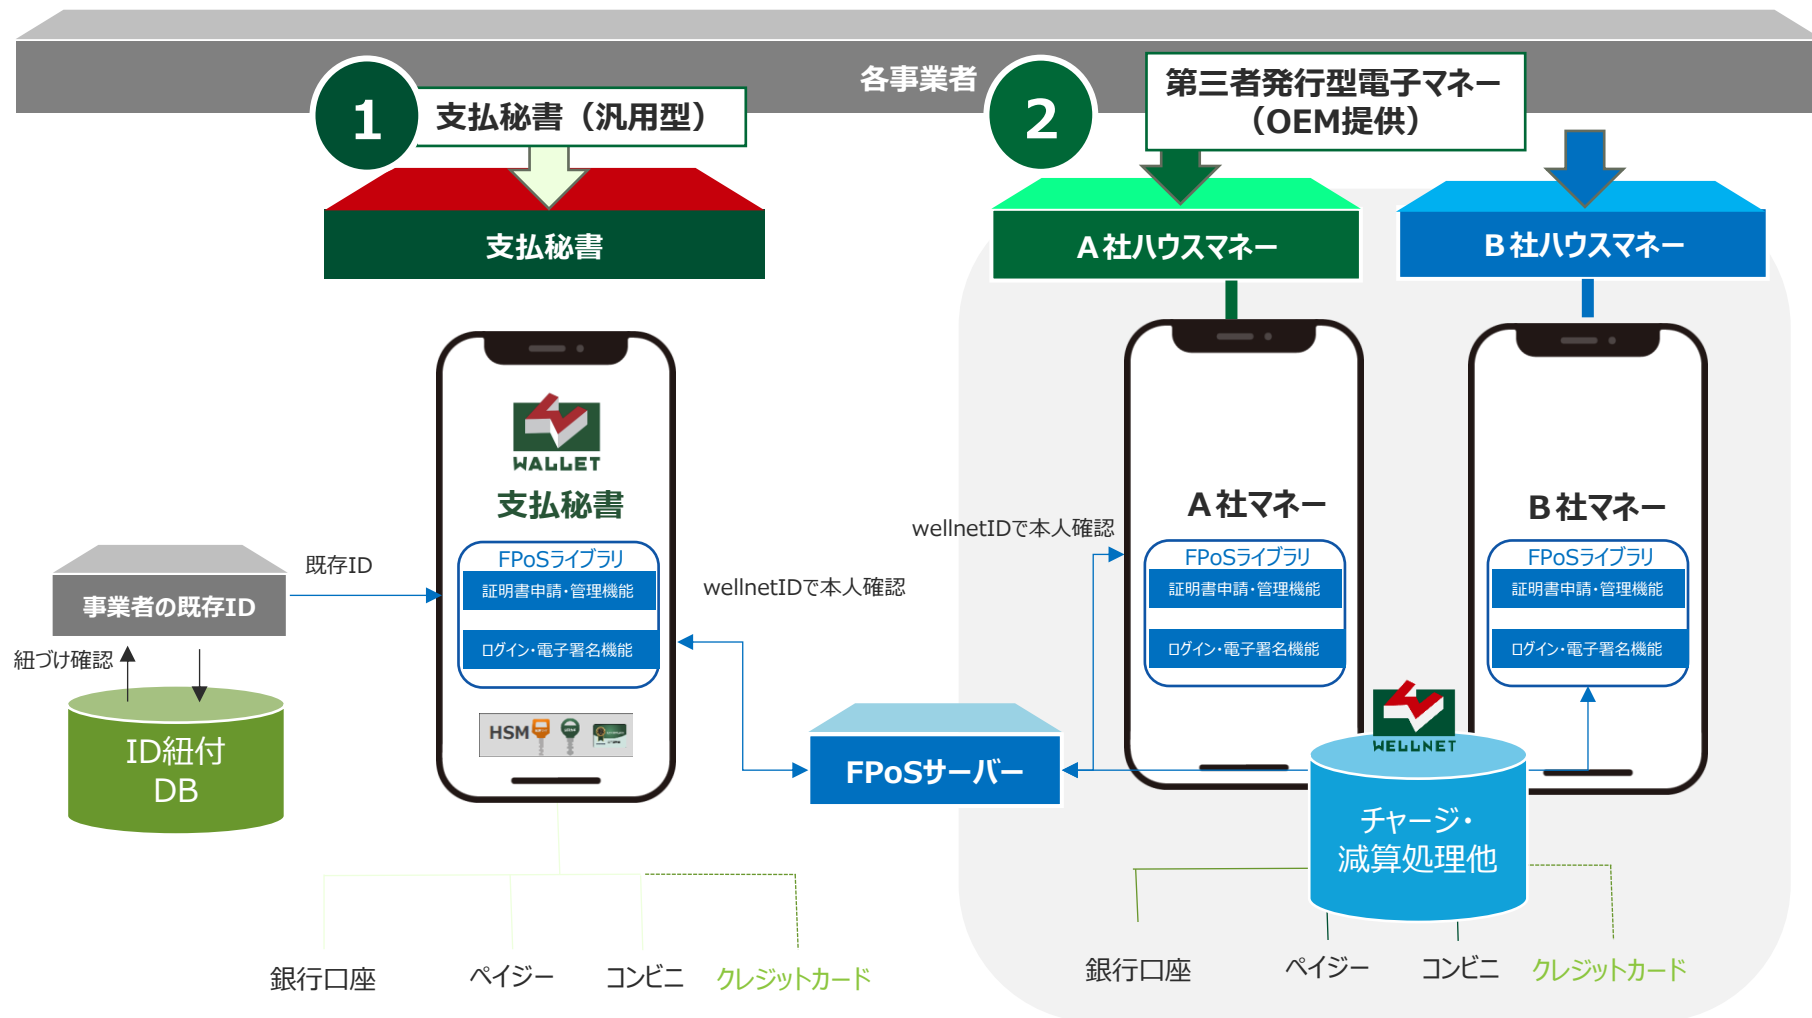 各事業者
1
支払秘書（汎用型）
2
第三者発行型電子マネー
（OEM提供）
支払秘書
A社ハウスマネー
B社ハウスマネー
WALLET
支払秘書
FPoSライブラリ
証明書申請・管理機能
ログイン・電子署名機能
HSM
既存ID
事業者の既存ID
紐づけ確認
ID紐付
DB
wellnetIDで本人確認
wellnetIDで本人確認
FPoSサーバー
A社マネー
FPoSライブラリ
証明書申請・管理機能
ログイン・電子署名機能
B社マネー
FPoSライブラリ
証明書申請・管理機能
ログイン・電子署名機能
WELLNET
チャージ・
減算処理他
銀行口座
ペイジー
コンビニ
クレジットカード
銀行口座
ペイジー
コンビニ
クレジットカード